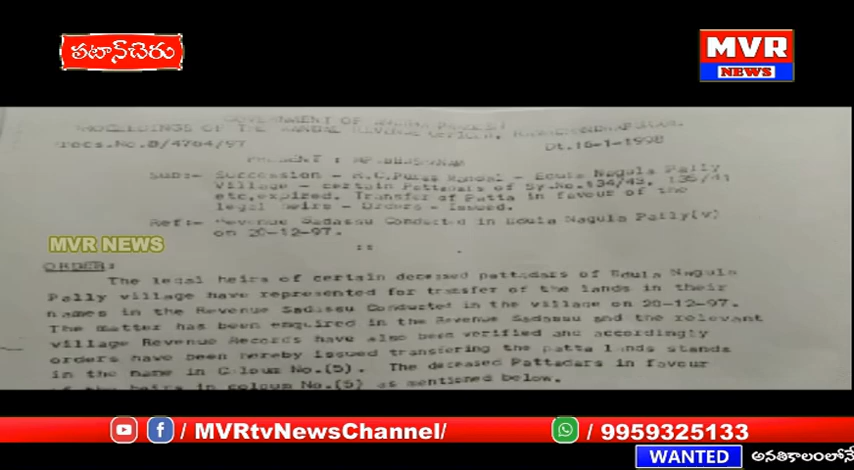 పటాన్‌చెరు
MVR
NEWS
GOVERNMENT OF ANDHRA PRADESH
PROCEEDINGS OF THE MANDAL REVENUE OFFICER,
Procs.No.B/4764/97 Dt.16-1-1998
PRESENT :
Sub:- Succession - R.C.Puram Mandal - Edula Nagula Pally
Village - certain Pattadars of Sy.No.134/43, 135/41
etc,expired. Transfer of Patta in favour of the
legal heirs - Orders - Issued.
Ref:- Revenue Sadassu Conducted in Edula Nagula Pally(v)
on 20-12-97.
MVR NEWS
ORDER:
The legal heirs of certain deceased pattadars of Edula Nagula
Pally village have represented for transfer of the lands in their
names in the Revenue Sadassu Conducted in the village on 20-12-97.
The matter has been enquired in the Revenue Sadassu and the relevant
village Revenue Records have also been verified and accordingly
orders have been hereby issued transfering the patta lands stands
in the name in Coloum No.(5). The deceased Pattadars in favour
of the heirs in coloum No.(5) as mentioned below.
/ MVRtvNewsChannel/ / 9959325133
WANTED అనతికాలంలోనే